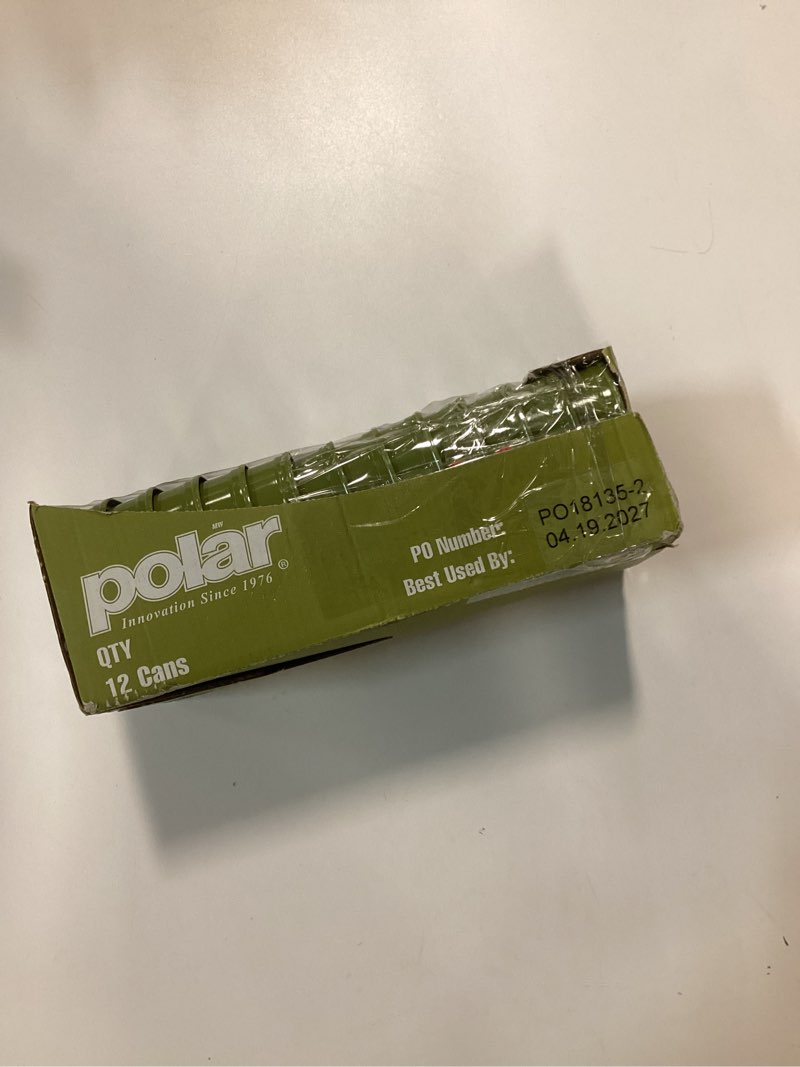 MW
polar®
Innovation Since 1976
QTY
12 Cans
PO Number:
Best Used By:
PO18135-2
04.19.2027